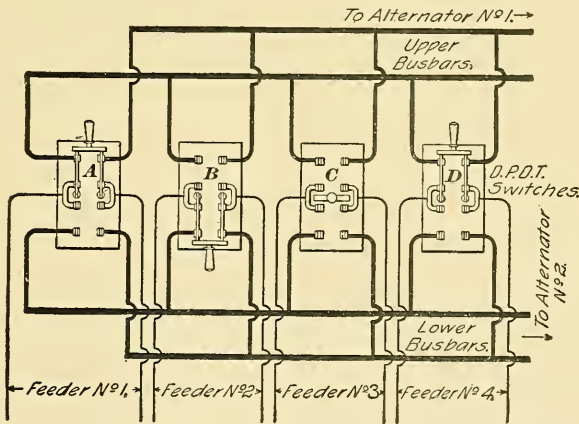 To Alternator Nº1.
Upper
Busbars.
A
B
C
D
D.P.D.T.
Switches.
To Alternator
Nº2.
Lower
Busbars.
Feeder Nº1.
Feeder Nº2
Feeder Nº3
Feeder Nº4.